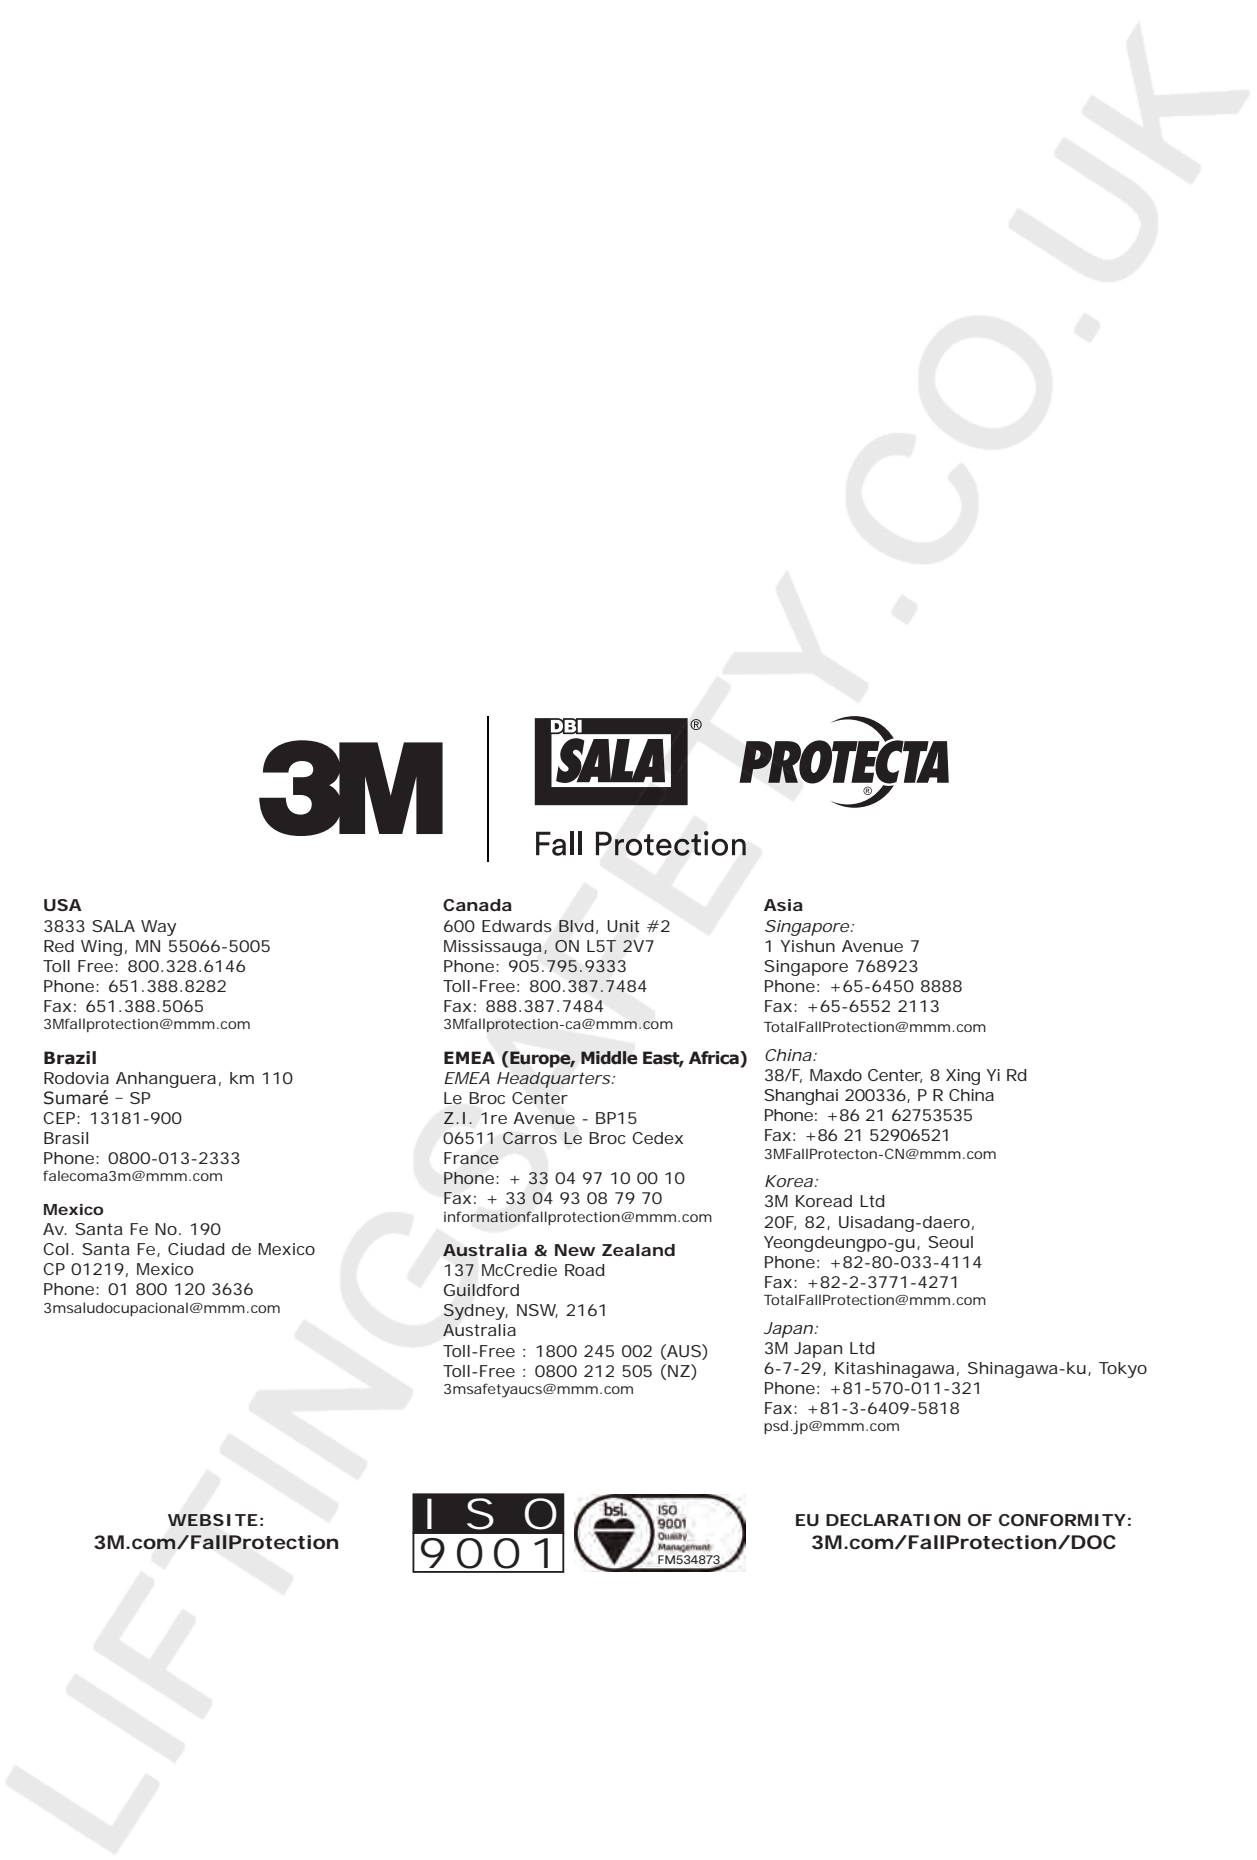 3M
DBI
SALA
®
PROTECTA
®
Fall Protection
USA
3833 SALA Way
Red Wing, MN 55066-5005
Toll Free: 800.328.6146
Phone: 651.388.8282
Fax: 651.388.5065
3Mfallprotection@mmm.com
Brazil
Rodovia Anhanguera, km 110
Sumaré – SP
CEP: 13181-900
Brasil
Phone: 0800-013-2333
falecoma3m@mmm.com
Mexico
Av. Santa Fe No. 190
Col. Santa Fe, Ciudad de Mexico
CP 01219, Mexico
Phone: 01 800 120 3636
3msaludocupacional@mmm.com
Canada
600 Edwards Blvd, Unit #2
Mississauga, ON L5T 2V7
Phone: 905.795.9333
Toll-Free: 800.387.7484
Fax: 888.387.7484
3Mfallprotection-ca@mmm.com
EMEA (Europe, Middle East, Africa)
EMEA Headquarters:
Le Broc Center
Z.I. 1re Avenue - BP15
06511 Carros Le Broc Cedex
France
Phone: + 33 04 97 10 00 10
Fax: + 33 04 93 08 79 70
informationfallprotection@mmm.com
Australia & New Zealand
137 McCredie Road
Guildford
Sydney, NSW, 2161
Australia
Toll-Free : 1800 245 002 (AUS)
Toll-Free : 0800 212 505 (NZ)
3msafetyaucs@mmm.com
Asia
Singapore:
1 Yishun Avenue 7
Singapore 768923
Phone: +65-6450 8888
Fax: +65-6552 2113
TotalFallProtection@mmm.com
China:
38/F, Maxdo Center, 8 Xing Yi Rd
Shanghai 200336, P R China
Phone: +86 21 62753535
Fax: +86 21 52906521
3MFallProtecton-CN@mmm.com
Korea:
3M Koread Ltd
20F, 82, Uisadang-daero,
Yeongdeungpo-gu, Seoul
Phone: +82-80-033-4114
Fax: +82-2-3771-4271
TotalFallProtection@mmm.com
Japan:
3M Japan Ltd
6-7-29, Kitashinagawa, Shinagawa-ku, Tokyo
Phone: +81-570-011-321
Fax: +81-3-6409-5818
psd.jp@mmm.com
WEBSITE:
3M.com/FallProtection
ISO
9001
bsi.
ISO
9001
Quality
Management
FM534873
EU DECLARATION OF CONFORMITY:
3M.com/FallProtection/DOC
LIFTINGSAFETY.CO.UK